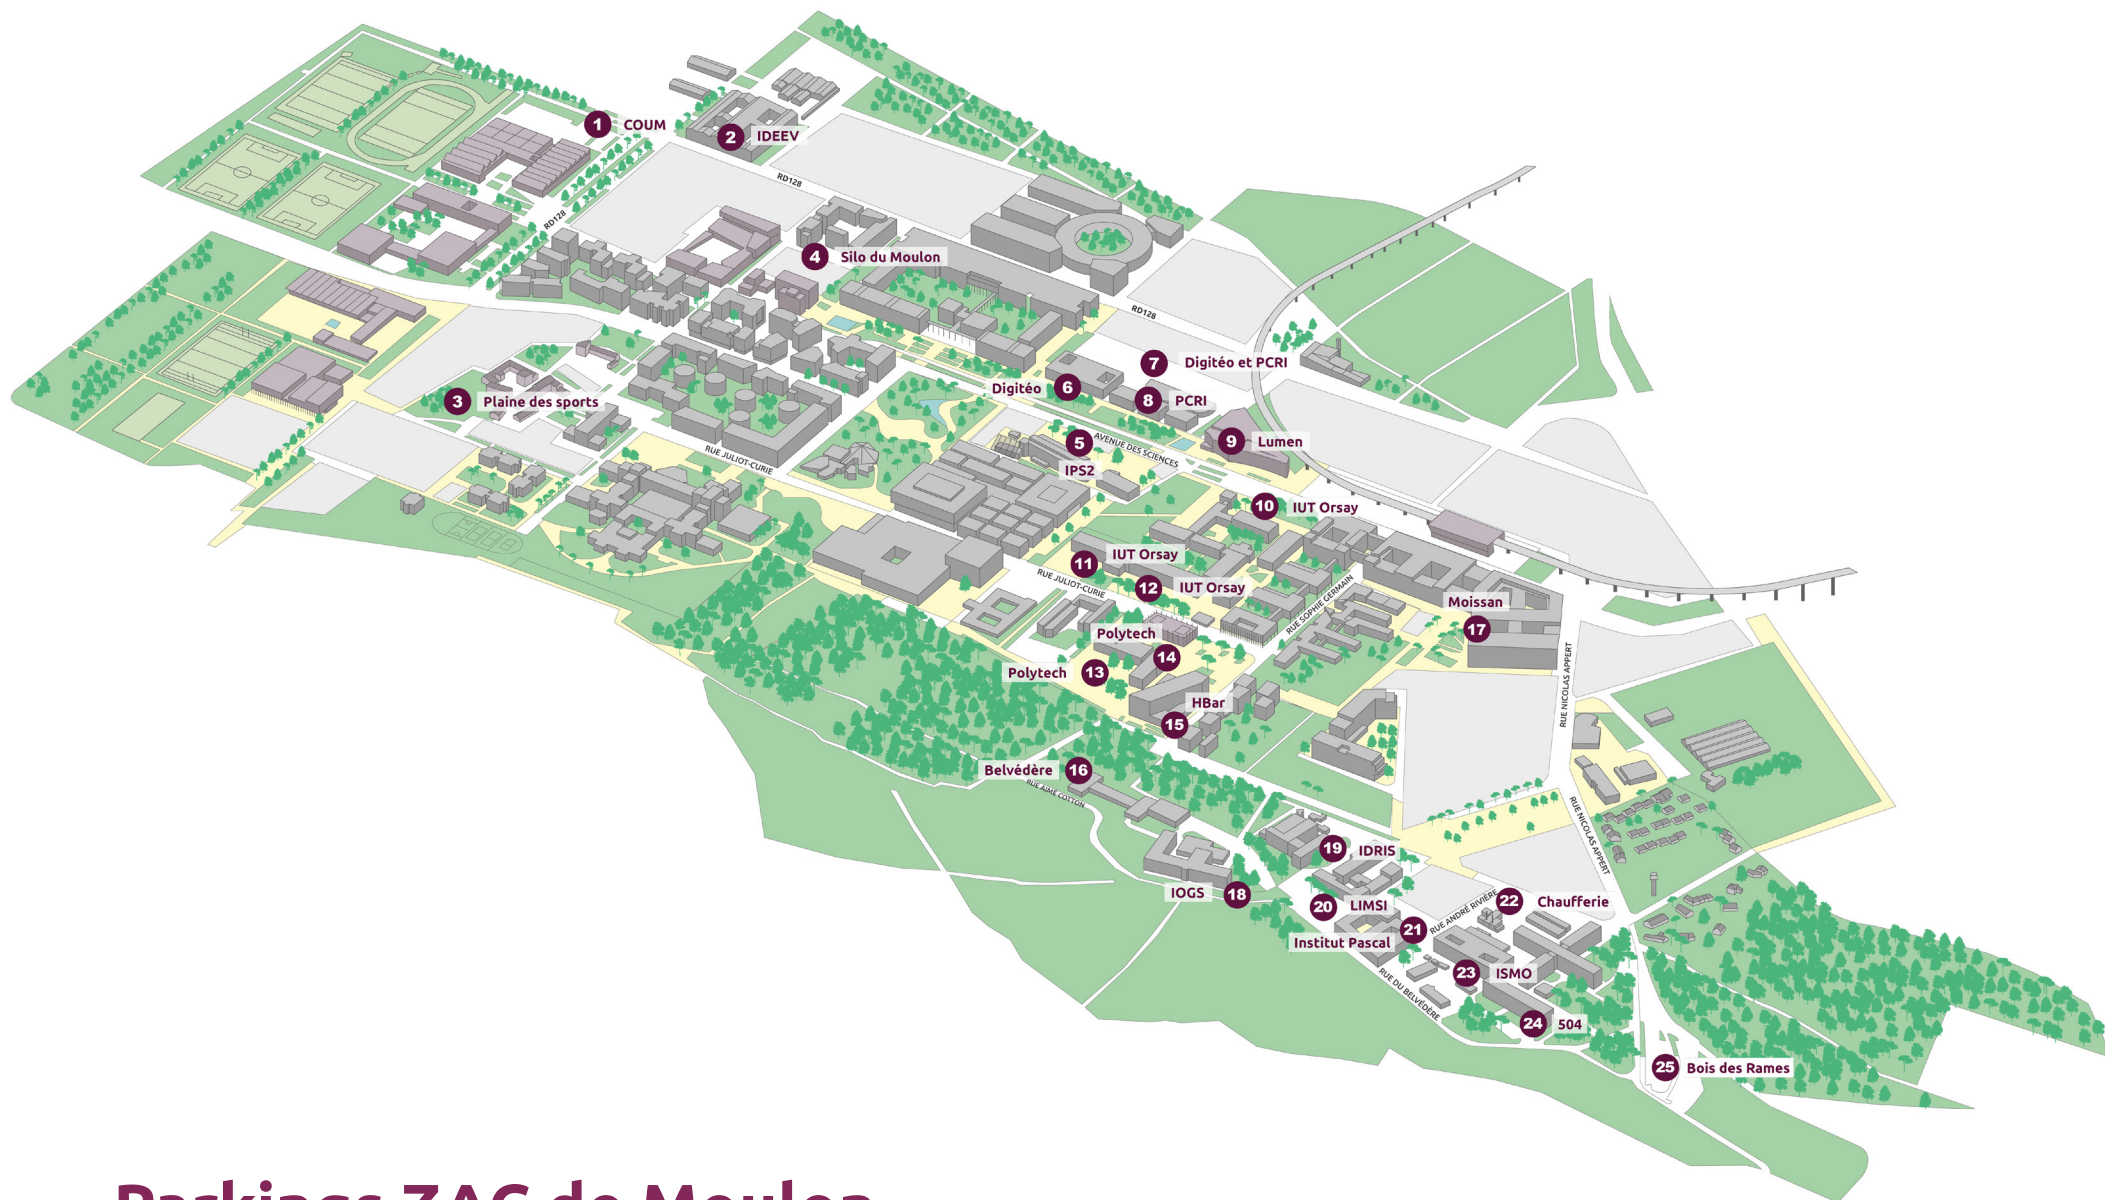 1 COUM
2 IDEEV
RD128
RD128
4 Silo du Moulon
RD128
7 Digitéo et PCRI
Digitéo 6
3 Plaine des sports
8 PCRI
5
AVENUE DES SCIENCES
9 Lumen
RUE JULIOT-CURIE
IPS2
10 IUT Orsay
IUT Orsay
11
RUE JULIOT-CURIE
12 IUT Orsay
RUE SOPHIE GERMAIN
Moissan
17
Polytech
14
Polytech 13
RUE NICOLAS APPERT
HBar
15
Belvédère 16
RUE AIMÉ COTTON
RUE NICOLAS APPERT
19 IDRIS
IOGS 18
20 LIMSI
22 Chaufferie
RUE ANDRÉ RIVIÈRE
21
Institut Pascal
23 ISMO
RUE DU BELVÉDÈRE
24 504
25 Bois des Rames
Parkings ZAC de Moulon